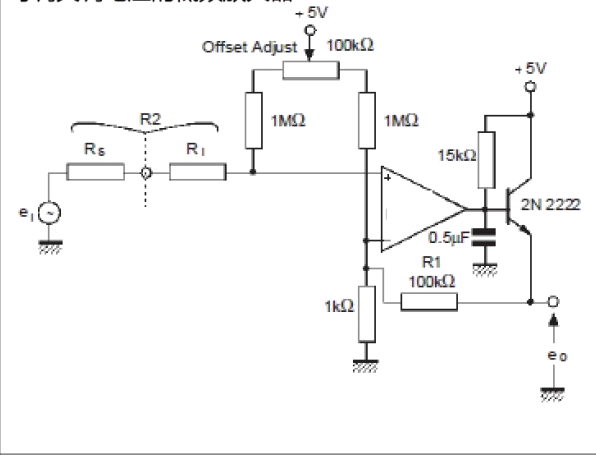 + 5V
Offset Adjust
100kΩ
+ 5V
R2
1MΩ
1MΩ
15kΩ
Rs
RI
2N 2222
eI
~
+
−
0.5μF
R1
100kΩ
1kΩ
eo